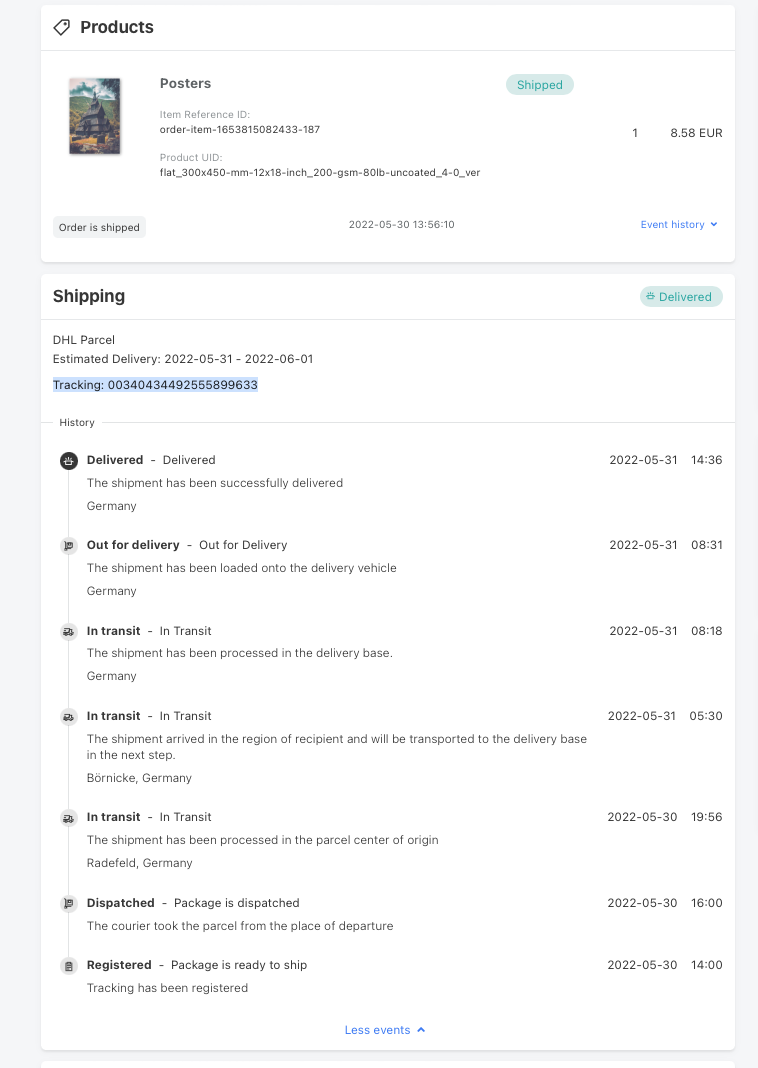 Products
Posters
Shipped
Item Reference ID:
order-item-1653815082433-187
1 8.58 EUR
Product UID:
flat_300x450-mm-12x18-inch_200-gsm-80lb-uncoated_4-0_ver
Order is shipped
2022-05-30 13:56:10
Event history
Shipping
Delivered
DHL Parcel
Estimated Delivery: 2022-05-31 - 2022-06-01
Tracking: 00340434492555899633
History
Delivered - Delivered 2022-05-31 14:36
The shipment has been successfully delivered
Germany
Out for delivery - Out for Delivery 2022-05-31 08:31
The shipment has been loaded onto the delivery vehicle
Germany
In transit - In Transit 2022-05-31 08:18
The shipment has been processed in the delivery base.
Germany
In transit - In Transit 2022-05-31 05:30
The shipment arrived in the region of recipient and will be transported to the delivery base
in the next step.
Börnicke, Germany
In transit - In Transit 2022-05-30 19:56
The shipment has been processed in the parcel center of origin
Radefeld, Germany
Dispatched - Package is dispatched 2022-05-30 16:00
The courier took the parcel from the place of departure
Registered - Package is ready to ship 2022-05-30 14:00
Tracking has been registered
Less events